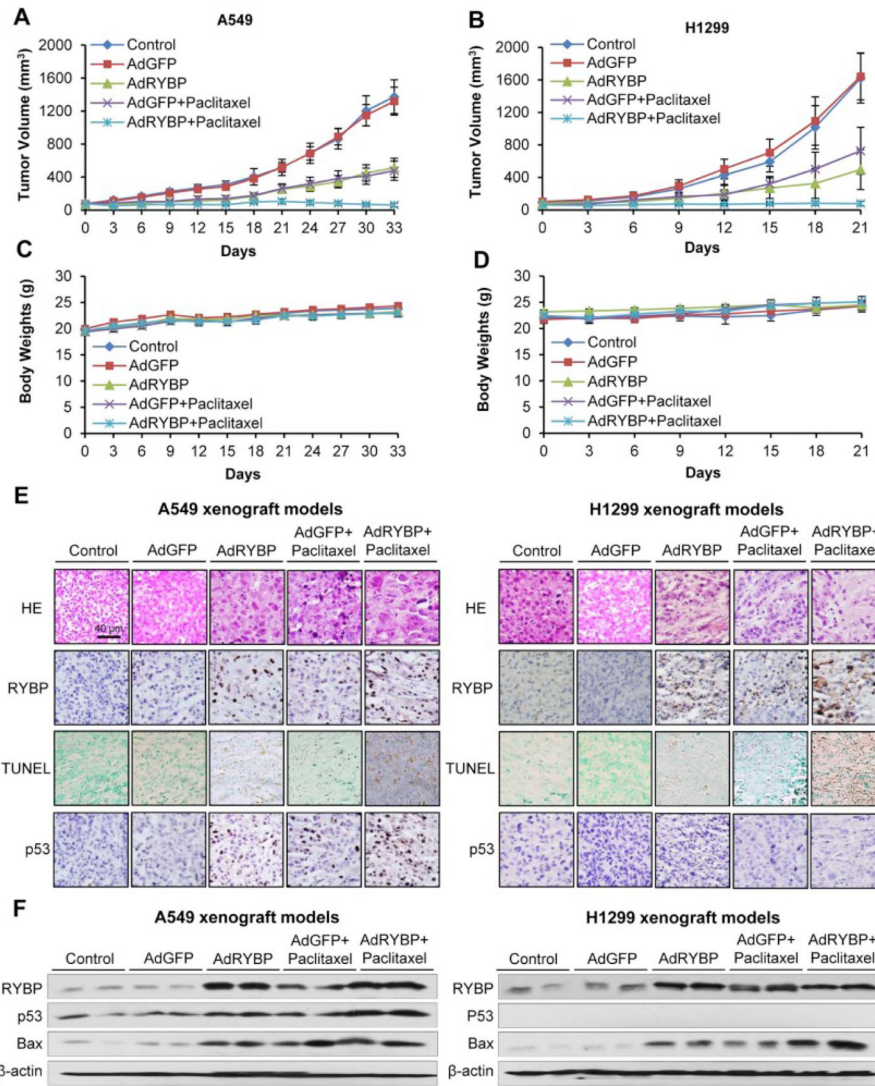 A
A549
Tumor Volume (mm³)
2000
1600
1200
800
400
0
Control
AdGFP
AdRYBP
AdGFP+Paclitaxel
AdRYBP+Paclitaxel
0 3 6 9 12 15 18 21 24 27 30 33
Days
B
H1299
Tumor Volume (mm³)
2000
1600
1200
800
400
0
Control
AdGFP
AdRYBP
AdGFP+Paclitaxel
AdRYBP+Paclitaxel
0 3 6 9 12 15 18 21
Days
C
Body Weights (g)
30
25
20
15
10
5
0
Control
AdGFP
AdRYBP
AdGFP+Paclitaxel
AdRYBP+Paclitaxel
0 3 6 9 12 15 18 21 24 27 30 33
Days
D
Body Weights (g)
30
25
20
15
10
5
0
Control
AdGFP
AdRYBP
AdGFP+Paclitaxel
AdRYBP+Paclitaxel
0 3 6 9 12 15 18 21
Days
E
A549 xenograft models
Control AdGFP AdRYBP AdGFP+ Paclitaxel AdRYBP+ Paclitaxel
HE
40 µm
RYBP
TUNEL
p53
H1299 xenograft models
Control AdGFP AdRYBP AdGFP+ Paclitaxel AdRYBP+ Paclitaxel
HE
RYBP
TUNEL
p53
F
A549 xenograft models
Control AdGFP AdRYBP AdGFP+ Paclitaxel AdRYBP+ Paclitaxel
RYBP
p53
Bax
β-actin
H1299 xenograft models
Control AdGFP AdRYBP AdGFP+ Paclitaxel AdRYBP+ Paclitaxel
RYBP
P53
Bax
β-actin